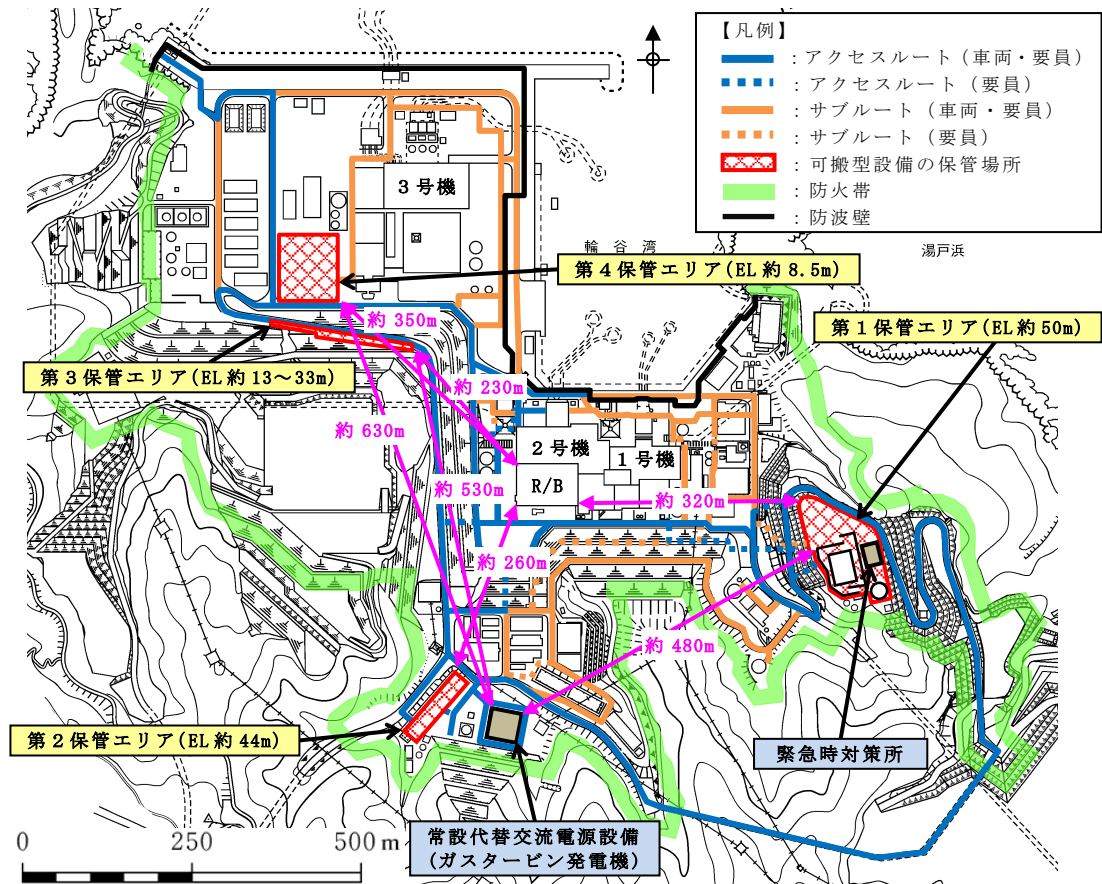 【凡例】
：アクセスルート（車両・要員）
：アクセスルート（要員）
：サブルート（車両・要員）
：サブルート（要員）
：可搬型設備の保管場所
：防火帯
：防波壁
3号機
輪谷湾
湯戸浜
第4保管エリア(EL約8.5m)
第1保管エリア(EL約50m)
約350m
第3保管エリア(EL約13～33m)
約230m
約630m
2号機
1号機
R/B
約530m
約320m
約260m
約480m
第2保管エリア(EL約44m)
緊急時対策所
常設代替交流電源設備
(ガスタービン発電機)
0 250 500m